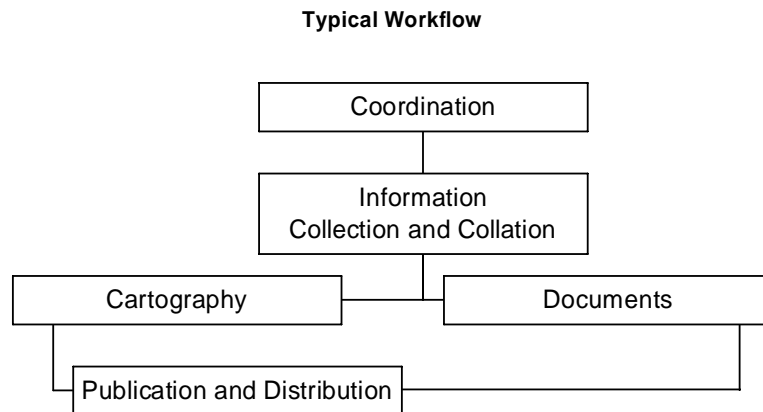 Typical Workflow
Coordination
Information
Collection and Collation
Cartography
Documents
Publication and Distribution